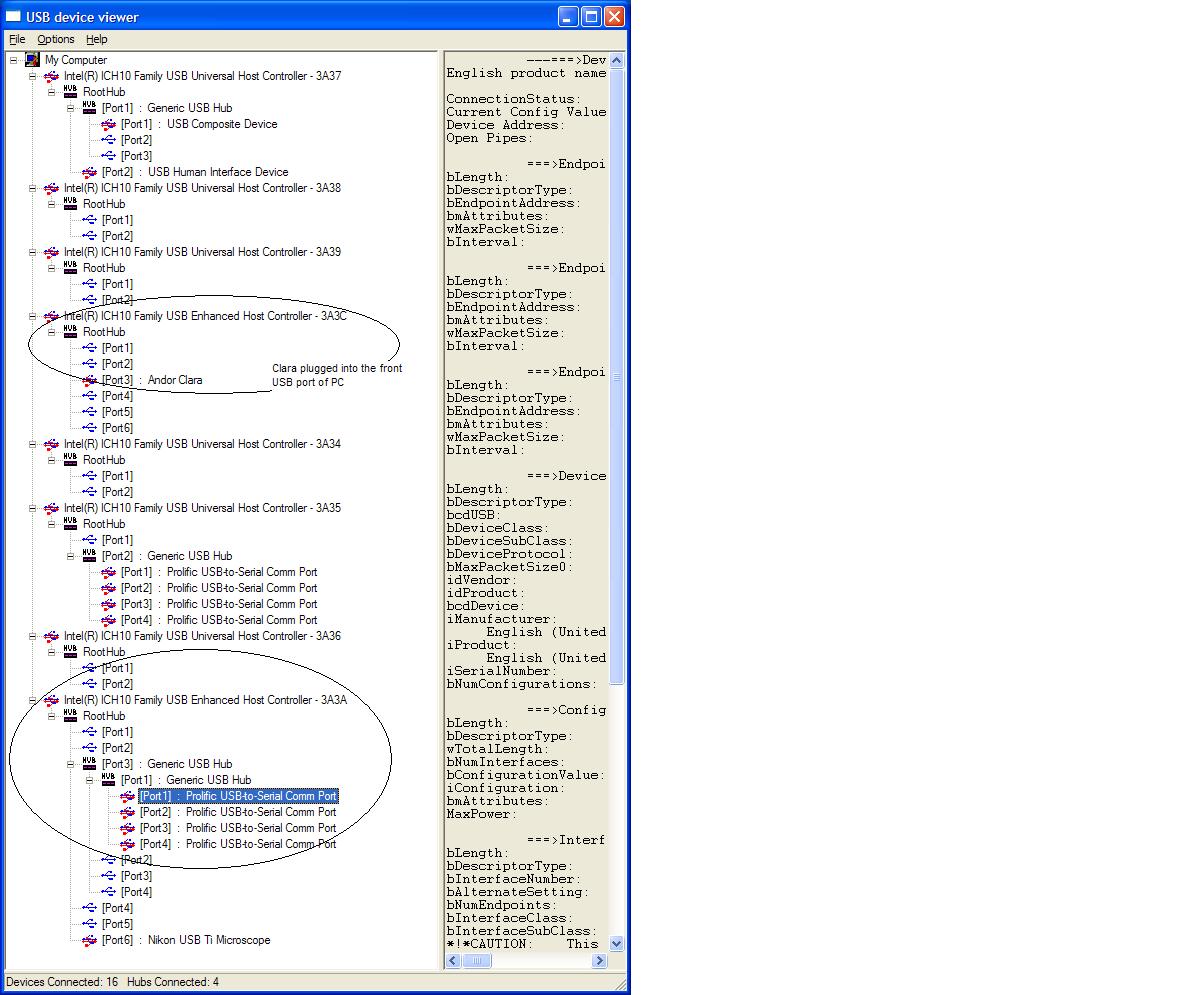 USB device viewer
File Options Help
My Computer
Intel(R) ICH10 Family USB Universal Host Controller - 3A37
RootHub
[Port1] : Generic USB Hub
[Port1] : USB Composite Device
[Port2]
[Port3]
[Port2] : USB Human Interface Device
Intel(R) ICH10 Family USB Universal Host Controller - 3A38
RootHub
[Port1]
[Port2]
Intel(R) ICH10 Family USB Universal Host Controller - 3A39
RootHub
[Port1]
[Port2]
Intel(R) ICH10 Family USB Enhanced Host Controller - 3A3C
RootHub
[Port1]
[Port2]
[Port3] : Andor Clara
Clara plugged into the front
USB port of PC
[Port4]
[Port5]
[Port6]
Intel(R) ICH10 Family USB Universal Host Controller - 3A34
RootHub
[Port1]
[Port2]
Intel(R) ICH10 Family USB Universal Host Controller - 3A35
RootHub
[Port1]
[Port2] : Generic USB Hub
[Port1] : Prolific USB-to-Serial Comm Port
[Port2] : Prolific USB-to-Serial Comm Port
[Port3] : Prolific USB-to-Serial Comm Port
[Port4] : Prolific USB-to-Serial Comm Port
Intel(R) ICH10 Family USB Universal Host Controller - 3A36
RootHub
[Port1]
[Port2]
Intel(R) ICH10 Family USB Enhanced Host Controller - 3A3A
RootHub
[Port1]
[Port2]
[Port3] : Generic USB Hub
[Port1] : Generic USB Hub
[Port1] : Prolific USB-to-Serial Comm Port
[Port2] : Prolific USB-to-Serial Comm Port
[Port3] : Prolific USB-to-Serial Comm Port
[Port4] : Prolific USB-to-Serial Comm Port
[Port2]
[Port3]
[Port4]
[Port4]
[Port5]
[Port6] : Nikon USB Ti Microscope
---===>Dev
English product name
ConnectionStatus:
Current Config Value
Device Address:
Open Pipes:
===>Endpoi
bLength:
bDescriptorType:
bEndpointAddress:
bmAttributes:
wMaxPacketSize:
bInterval:
===>Endpoi
bLength:
bDescriptorType:
bEndpointAddress:
bmAttributes:
wMaxPacketSize:
bInterval:
===>Endpoi
bLength:
bDescriptorType:
bEndpointAddress:
bmAttributes:
wMaxPacketSize:
bInterval:
===>Device
bLength:
bDescriptorType:
bcdUSB:
bDeviceClass:
bDeviceSubClass:
bDeviceProtocol:
bMaxPacketSize0:
idVendor:
idProduct:
bcdDevice:
iManufacturer:
English (United
iProduct:
English (United
iSerialNumber:
bNumConfigurations:
===>Config
bLength:
bDescriptorType:
wTotalLength:
bNumInterfaces:
bConfigurationValue:
iConfiguration:
bmAttributes:
MaxPower:
===>Interf
bLength:
bDescriptorType:
bInterfaceNumber:
bAlternateSetting:
bNumEndpoints:
bInterfaceClass:
bInterfaceSubClass:
*!*CAUTION: This
Devices Connected: 16 Hubs Connected: 4
HUB
HUB
HUB
HUB
HUB
HUB
HUB
HUB
HUB
HUB
HUB
HUB